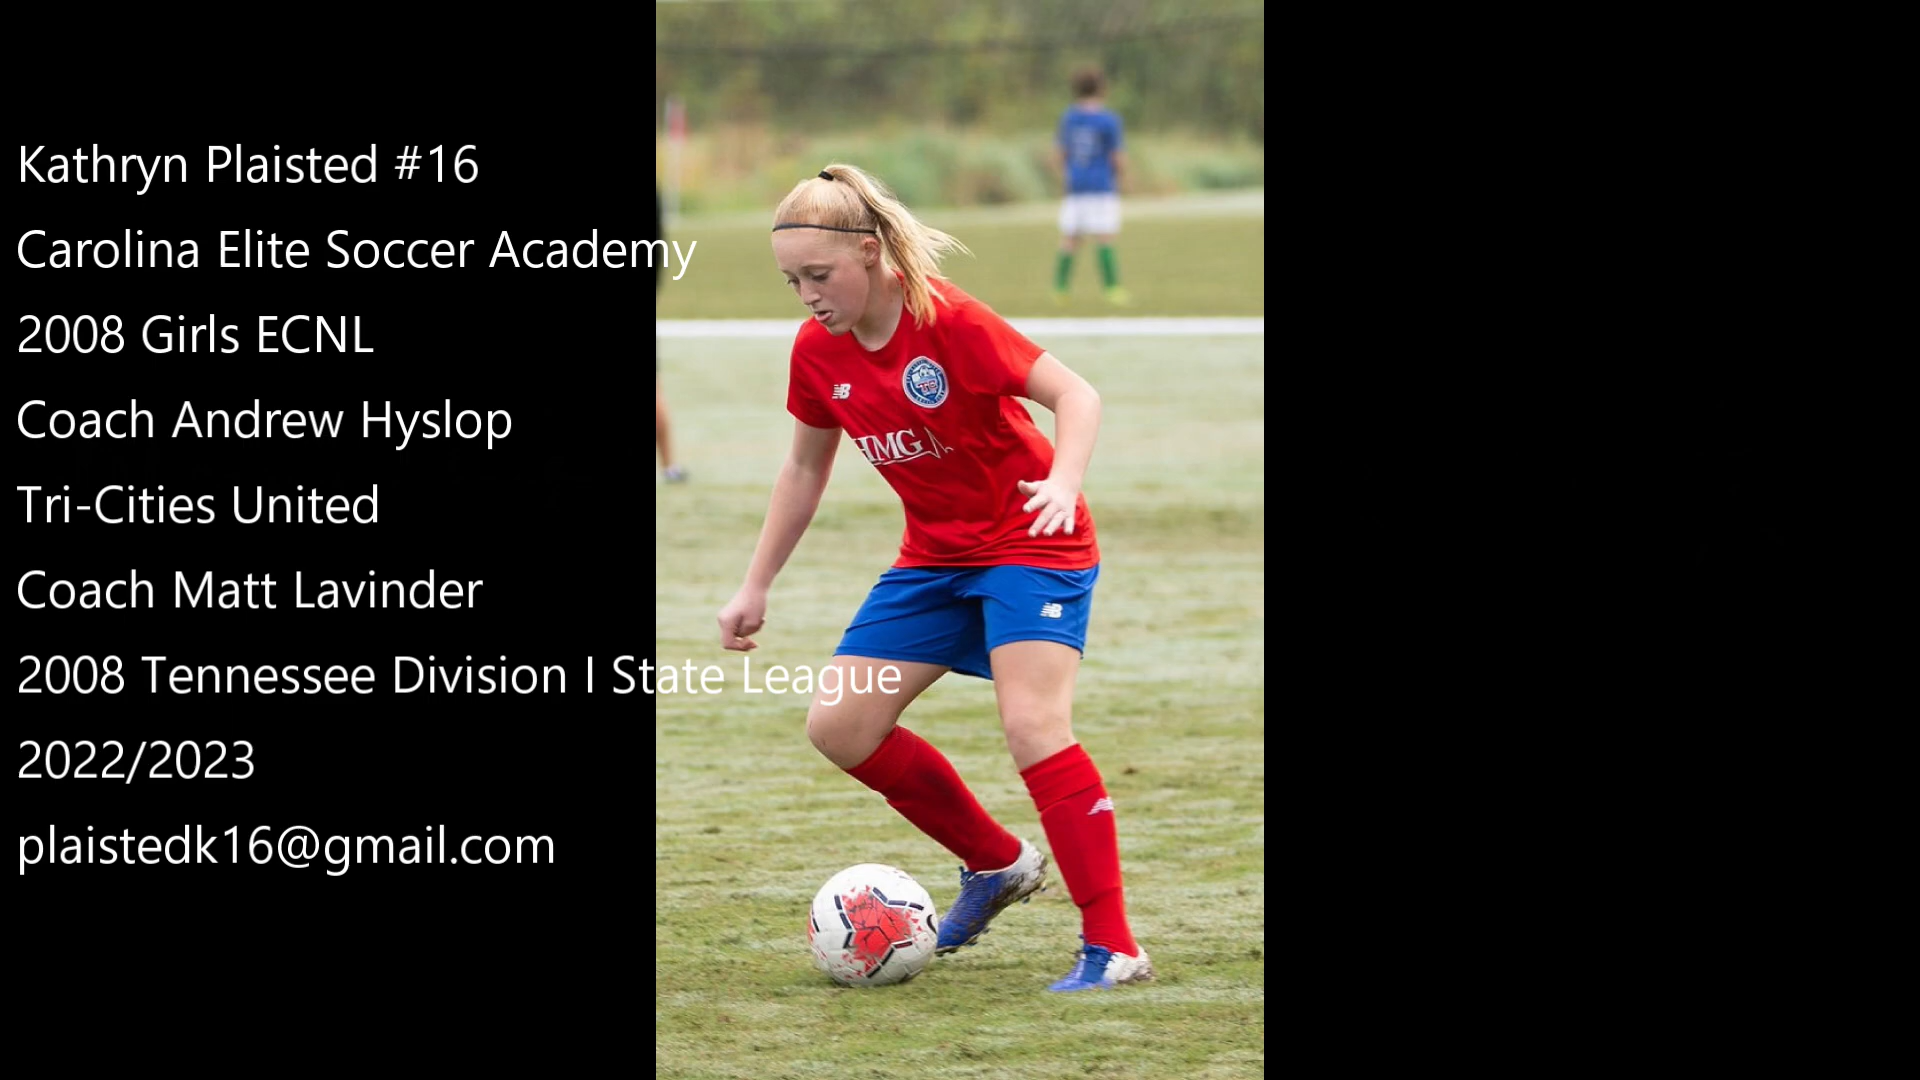 Kathryn Plaisted #16
Carolina Elite Soccer Academy
2008 Girls ECNL
Coach Andrew Hyslop
Tri-Cities United
Coach Matt Lavinder
2008 Tennessee Division I State League
2022/2023
plaistedk16@gmail.com
HMG